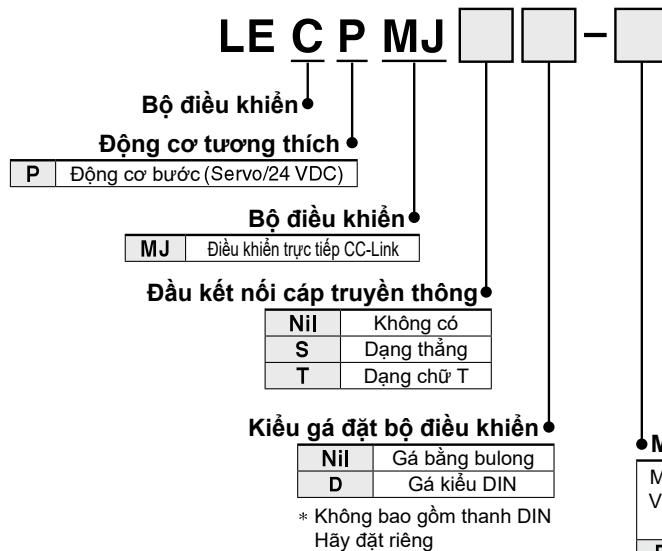 LE C P MJ –
Bộ điều khiển
Động cơ tương thích
P Động cơ bước (Servo/24 VDC)
Bộ điều khiển
MJ Điều khiển trực tiếp CC-Link
Đầu kết nối cáp truyền thông
Nil Không có
S Dạng thẳng
T Dạng chữ T
Kiểu gá đặt bộ điều khiển
Nil Gá bằng bulong
D Gá kiểu DIN
* Không bao gồm thanh DIN
Hãy đặt riêng